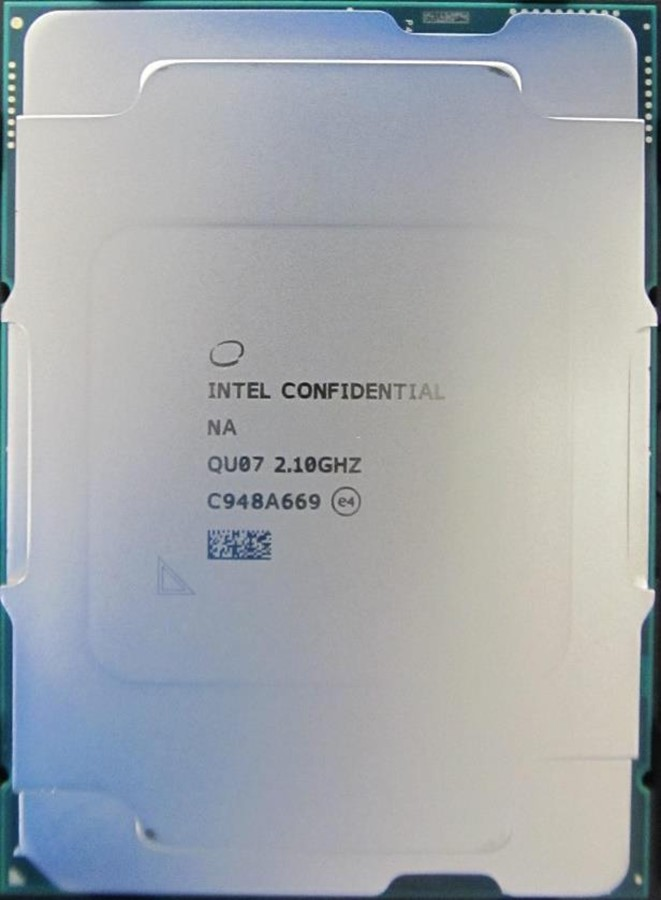 INTEL CONFIDENTIAL
NA
QU07 2.10GHZ
C948A669 e4